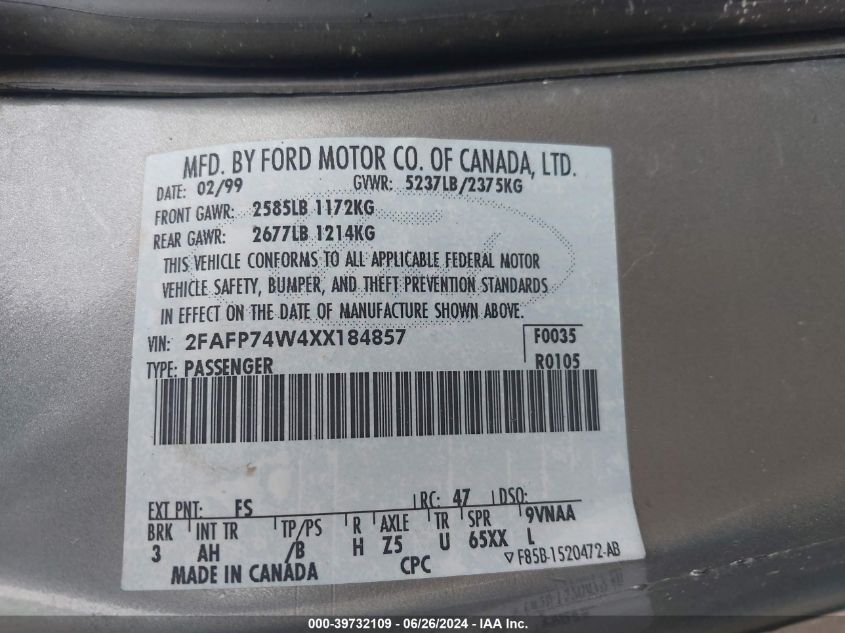 MFD. BY FORD MOTOR CO. OF CANADA, LTD.
DATE: 02/99 GVWR: 5237LB/2375KG
FRONT GAWR: 2585LB 1172KG
REAR GAWR: 2677LB 1214KG
THIS VEHICLE CONFORMS TO ALL APPLICABLE FEDERAL MOTOR
VEHICLE SAFETY, BUMPER, AND THEFT PREVENTION STANDARDS
IN EFFECT ON THE DATE OF MANUFACTURE SHOWN ABOVE.
VIN: 2FAFP74W4XX184857 F0035
TYPE: PASSENGER R0105
EXT PNT: FS RC: 47 DSO:
BRK INT TR TP/PS R AXLE TR SPR 9VNAA
3 AH /B H Z5 U 65XX L
MADE IN CANADA CPC ▽F85B-1520472-AB
000-39732109 - 06/26/2024 - IAA Inc.